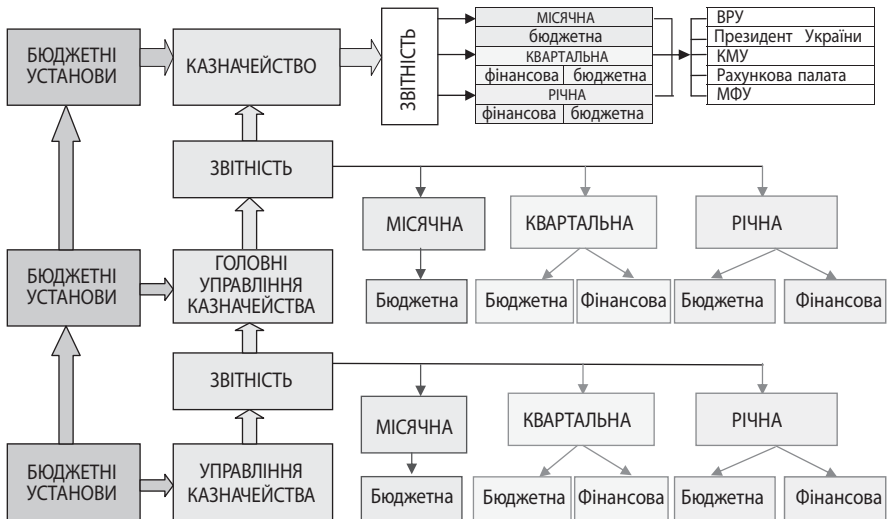 БЮДЖЕТНІ
УСТАНОВИ
КАЗНАЧЕЙСТВО
ЗВІТНІСТЬ
МІСЯЧНА
бюджетна
КВАРТАЛЬНА
фінансова бюджетна
РІЧНА
фінансова бюджетна
ВРУ
Президент України
КМУ
Рахункова палата
МФУ
ЗВІТНІСТЬ
МІСЯЧНА
КВАРТАЛЬНА
РІЧНА
БЮДЖЕТНІ
УСТАНОВИ
ГОЛОВНІ
УПРАВЛІННЯ
КАЗНАЧЕЙСТВА
Бюджетна
Бюджетна Фінансова
Бюджетна Фінансова
ЗВІТНІСТЬ
МІСЯЧНА
КВАРТАЛЬНА
РІЧНА
БЮДЖЕТНІ
УСТАНОВИ
УПРАВЛІННЯ
КАЗНАЧЕЙСТВА
Бюджетна
Бюджетна Фінансова
Бюджетна Фінансова